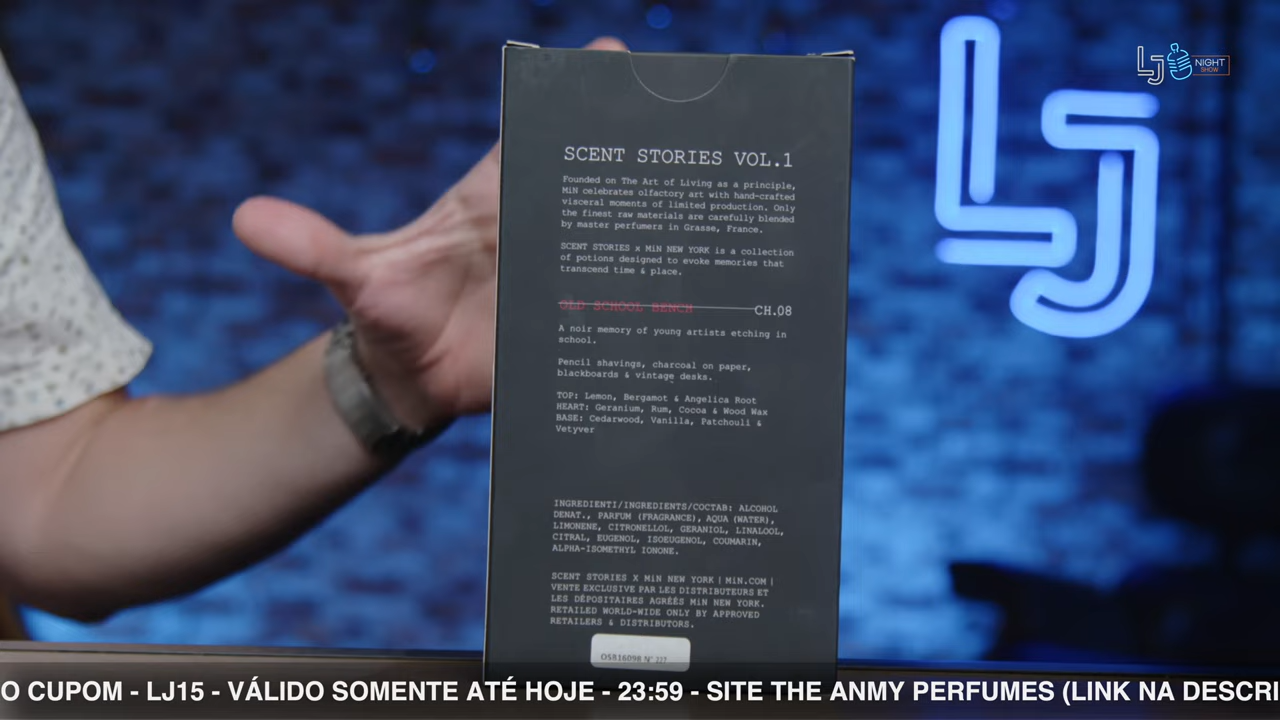 LJ
NIGHT
SHOW
LJ
SCENT STORIES VOL.1
Founded on The Art of Living as a principle,
MiN celebrates olfactory art with hand-crafted
visceral moments of limited production. Only
the finest raw materials are carefully blended
by master perfumers in Grasse, France.
SCENT STORIES x MiN NEW YORK is a collection
of potions designed to evoke memories that
transcend time & place.
OLD SCHOOL BENCH CH.08
A noir memory of young artists etching in
school.
Pencil shavings, charcoal on paper,
blackboards & vintage desks.
TOP: Lemon, Bergamot & Angelica Root
HEART: Geranium, Rum, Cocoa & Wood Wax
BASE: Cedarwood, Vanilla, Patchouli &
Vetyver
INGREDIENTI/INGREDIENTS/COCTAB: ALCOHOL
DENAT., PARFUM (FRAGRANCE), AQUA (WATER),
LIMONENE, CITRONELLOL, GERANIOL, LINALOOL,
CITRAL, EUGENOL, ISOEUGENOL, COUMARIN,
ALPHA-ISOMETHYL IONONE.
SCENT STORIES X MiN NEW YORK | MiN.COM |
VENTE EXCLUSIVE PAR LES DISTRIBUTEURS ET
LES DÉPOSITAIRES AGRÉÉS MiN NEW YORK.
RETAILED WORLD-WIDE ONLY BY APPROVED
RETAILERS & DISTRIBUTORS.
OSB16098 N° 227
O CUPOM - LJ15 - VÁLIDO SOMENTE ATÉ HOJE - 23:59 - SITE THE ANMY PERFUMES (LINK NA DESCRI